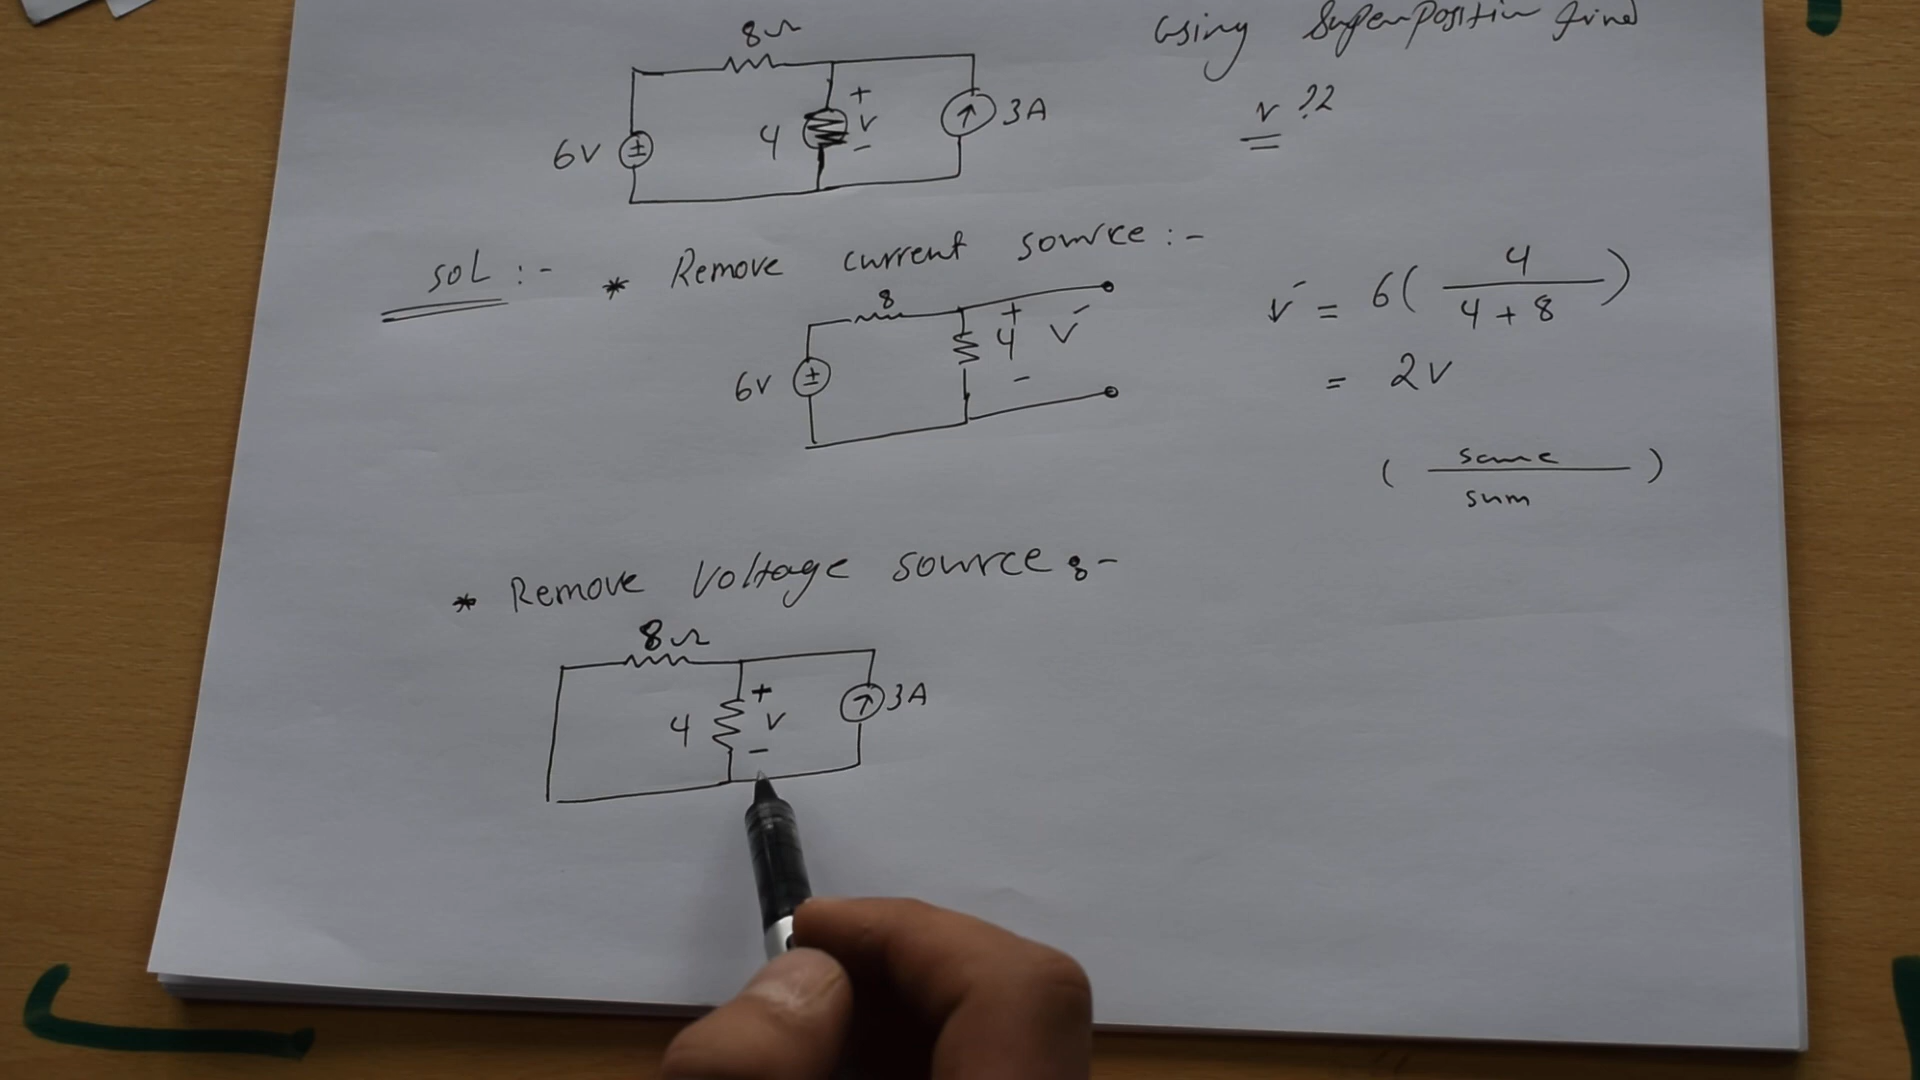 Using Superposition find
v ??
8Ω
6V
4
+
V
-
3A
sol :- * Remove current source :-
8
6V
+
4 V'
-
V' = 6( 4 / 4 + 8 )
= 2V
( same / sum )
* Remove Voltage source :-
8Ω
4
+
V
-
3A